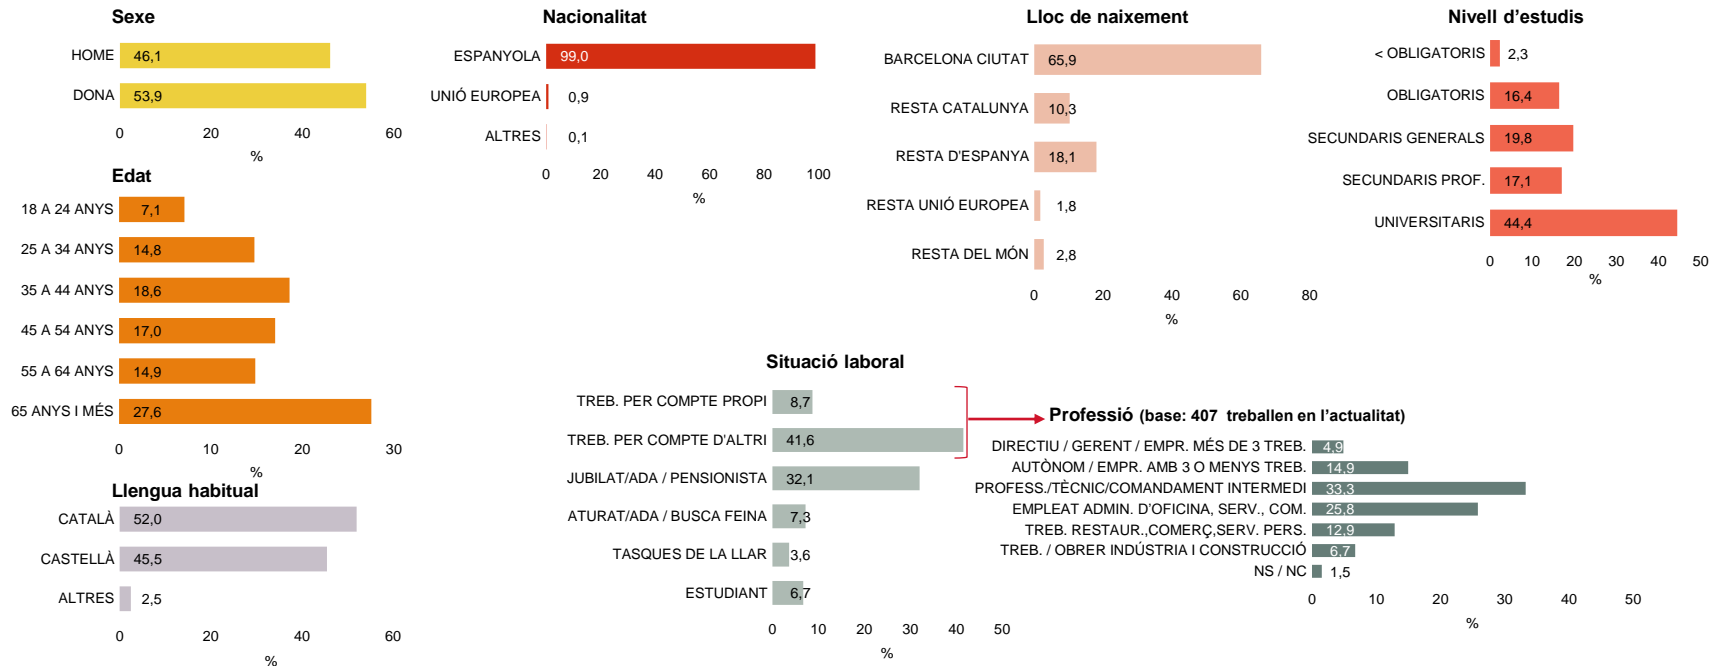 Sexe
HOME 46,1
DONA 53,9
0 20 40 60
%
Edat
18 A 24 ANYS 7,1
25 A 34 ANYS 14,8
35 A 44 ANYS 18,6
45 A 54 ANYS 17,0
55 A 64 ANYS 14,9
65 ANYS I MÉS 27,6
0 10 20 30
%
Llengua habitual
CATALÀ 52,0
CASTELLÀ 45,5
ALTRES 2,5
0 20 40 60
%
Nacionalitat
ESPANYOLA 99,0
UNIÓ EUROPEA 0,9
ALTRES 0,1
0 20 40 60 80 100
%
Lloc de naixement
BARCELONA CIUTAT 65,9
RESTA CATALUNYA 10,3
RESTA D'ESPANYA 18,1
RESTA UNIÓ EUROPEA 1,8
RESTA DEL MÓN 2,8
0 20 40 60 80
%
Nivell d’estudis
< OBLIGATORIS 2,3
OBLIGATORIS 16,4
SECUNDARIS GENERALS 19,8
SECUNDARIS PROF. 17,1
UNIVERSITARIS 44,4
0 10 20 30 40 50
%
Situació laboral
TREB. PER COMPTE PROPI 8,7
TREB. PER COMPTE D'ALTRI 41,6
JUBILAT/ADA / PENSIONISTA 32,1
ATURAT/ADA / BUSCA FEINA 7,3
TASQUES DE LA LLAR 3,6
ESTUDIANT 6,7
0 10 20 30 40 50
%
Professió (base: 407 treballen en l’actualitat)
DIRECTIU / GERENT / EMPR. MÉS DE 3 TREB. 4,9
AUTÒNOM / EMPR. AMB 3 O MENYS TREB. 14,9
PROFESS./TÈCNIC/COMANDAMENT INTERMEDI 33,3
EMPLEAT ADMIN. D’OFICINA, SERV., COM. 25,8
TREB. RESTAUR.,COMERÇ,SERV. PERS. 12,9
TREB. / OBRER INDÚSTRIA I CONSTRUCCIÓ 6,7
NS / NC 1,5
0 10 20 30 40 50
%